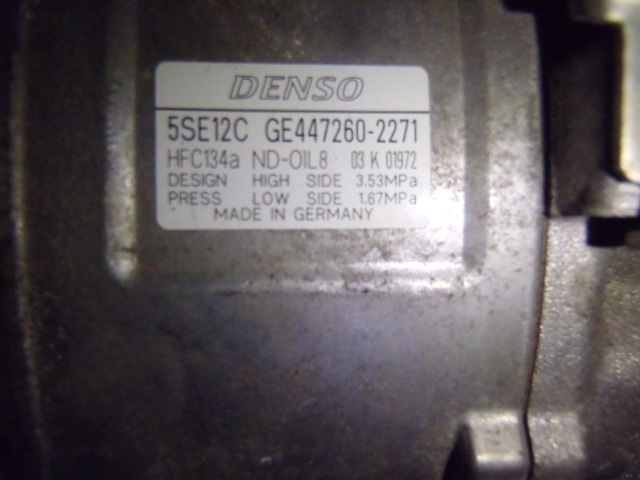 DENSO
5SE12C GE447260-2271
HFC134a ND-OIL8 03 K 01972
DESIGN HIGH SIDE 3.53MPa
PRESS LOW SIDE 1.67MPa
MADE IN GERMANY